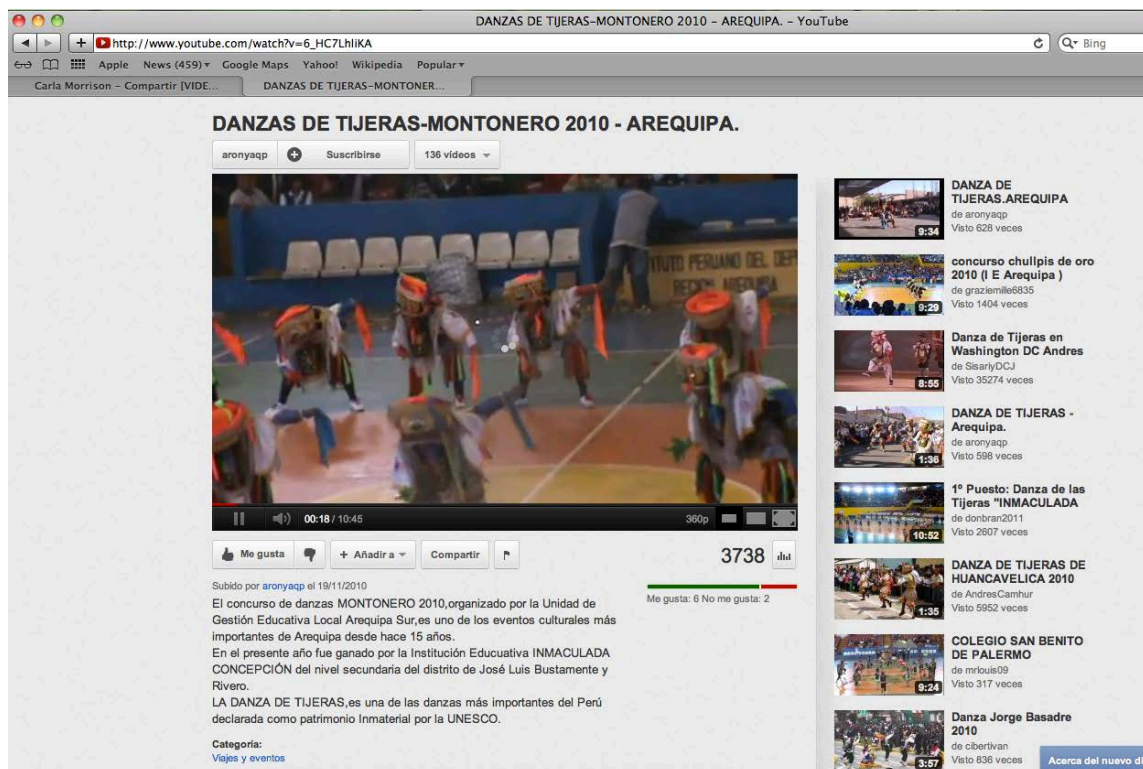 DANZAS DE TIJERAS-MONTONERO 2010 - AREQUIPA. - YouTube
http://www.youtube.com/watch?v=6_HC7LhliKA
Bing
Apple News (459) Google Maps Yahoo! Wikipedia Popular
Carla Morrison - Compartir [VIDE...
DANZAS DE TIJERAS-MONTONER...
DANZAS DE TIJERAS-MONTONERO 2010 - AREQUIPA.
aronyaqp Suscribirse 136 vídeos
TITUTO PERUANO DEL DEP
REGION AREQUIPA
00:18 / 10:45
360p
Me gusta
Añadir a
Compartir
3738
Subido por aronyaqp el 19/11/2010
Me gusta: 6 No me gusta: 2
El concurso de danzas MONTONERO 2010,organizado por la Unidad de
Gestión Educativa Local Arequipa Sur,es uno de los eventos culturales más
importantes de Arequipa desde hace 15 años.
En el presente año fue ganado por la Institución Educuativa INMACULADA
CONCEPCIÓN del nivel secundaria del distrito de José Luis Bustamente y
Rivero.
LA DANZA DE TIJERAS,es una de las danzas más importantes del Perú
declarada como patrimonio Inmaterial por la UNESCO.
Categoría:
Viajes y eventos
DANZA DE
TIJERAS.AREQUIPA
de aronyaqp
Visto 628 veces
9:34
concurso chullpis de oro
2010 (I E Arequipa )
de graziemille6835
Visto 1404 veces
9:29
Danza de Tijeras en
Washington DC Andres
de SisariyDCJ
Visto 35274 veces
8:55
DANZA DE TIJERAS -
Arequipa.
de aronyaqp
Visto 598 veces
1:36
1º Puesto: Danza de las
Tijeras "INMACULADA
de donbran2011
Visto 2607 veces
10:52
DANZA DE TIJERAS DE
HUANCAVELICA 2010
de AndresCamhur
Visto 5952 veces
1:35
COLEGIO SAN BENITO
DE PALERMO
de mrlouis09
Visto 317 veces
9:24
Danza Jorge Basadre
2010
de cibertivan
Visto 836 veces
3:57
Acerca del nuevo di